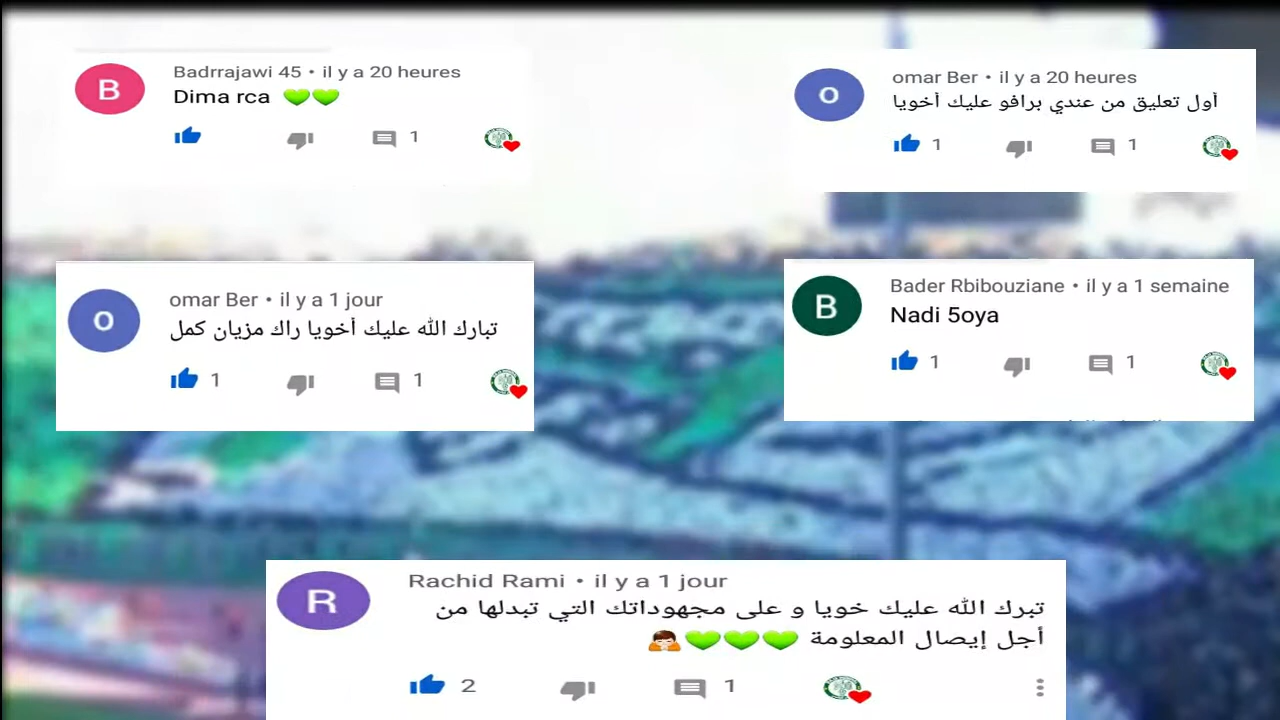 B
Badrrajawi 45 • il y a 20 heures
Dima rca 💚💚
1
o
omar Ber • il y a 20 heures
أول تعليق من عندي برافو عليك أخويا
1
1
o
omar Ber • il y a 1 jour
تبارك الله عليك أخويا راك مزيان كمل
1
1
B
Bader Rbibouziane • il y a 1 semaine
Nadi 5oya
1
1
R
Rachid Rami • il y a 1 jour
تبرك الله عليك خويا و على مجهوداتك التي تبدلها من
أجل إيصال المعلومة 💚💚💚🙏
2
1